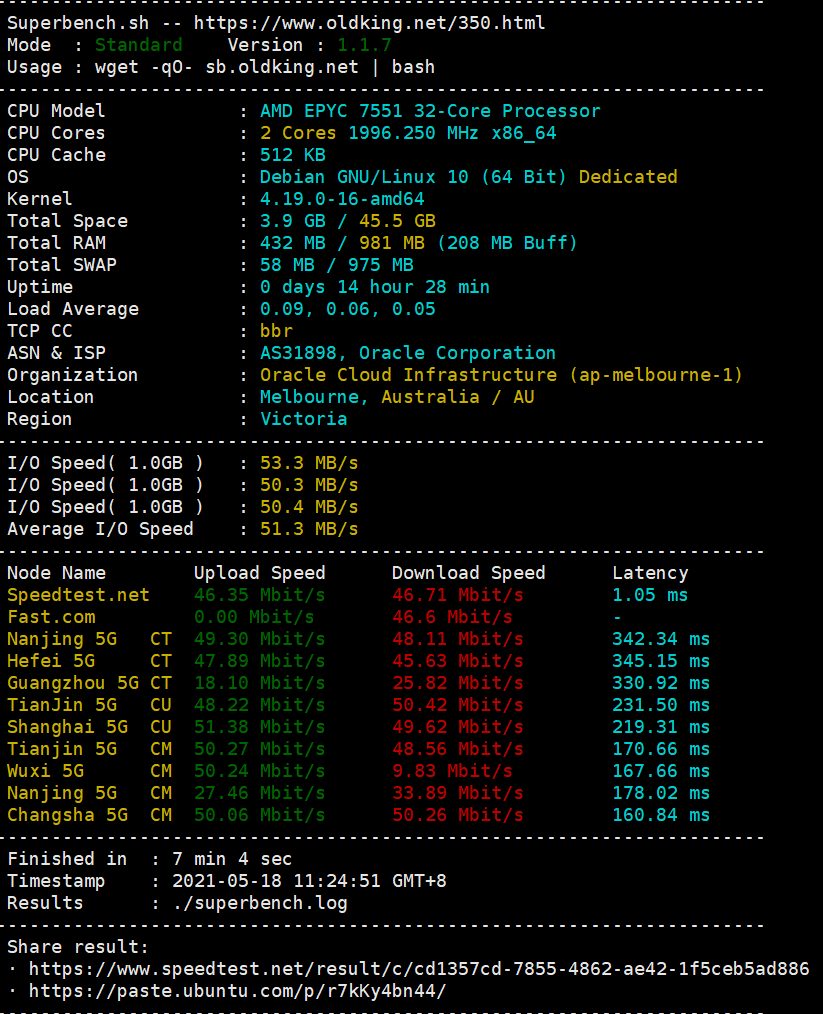 Superbench.sh -- https://www.oldking.net/350.html
Mode  : Standard    Version : 1.1.7
Usage : wget -qO- sb.oldking.net | bash
----------------------------------------------------------------------
CPU Model            : AMD EPYC 7551 32-Core Processor
CPU Cores            : 2 Cores 1996.250 MHz x86_64
CPU Cache            : 512 KB
OS                   : Debian GNU/Linux 10 (64 Bit) Dedicated
Kernel               : 4.19.0-16-amd64
Total Space          : 3.9 GB / 45.5 GB
Total RAM            : 432 MB / 981 MB (208 MB Buff)
Total SWAP           : 58 MB / 975 MB
Uptime               : 0 days 14 hour 28 min
Load Average         : 0.09, 0.06, 0.05
TCP CC               : bbr
ASN & ISP            : AS31898, Oracle Corporation
Organization         : Oracle Cloud Infrastructure (ap-melbourne-1)
Location             : Melbourne, Australia / AU
Region               : Victoria
----------------------------------------------------------------------
I/O Speed( 1.0GB )   : 53.3 MB/s
I/O Speed( 1.0GB )   : 50.3 MB/s
I/O Speed( 1.0GB )   : 50.4 MB/s
Average I/O Speed    : 51.3 MB/s
----------------------------------------------------------------------
Node Name        Upload Speed      Download Speed      Latency
Speedtest.net    46.35 Mbit/s      46.71 Mbit/s        1.05 ms
Fast.com         0.00 Mbit/s       46.6 Mbit/s         -
Nanjing 5G   CT  49.30 Mbit/s      48.11 Mbit/s        342.34 ms
Hefei 5G     CT  47.89 Mbit/s      45.63 Mbit/s        345.15 ms
Guangzhou 5G CT  18.10 Mbit/s      25.82 Mbit/s        330.92 ms
TianJin 5G   CU  48.22 Mbit/s      50.42 Mbit/s        231.50 ms
Shanghai 5G  CU  51.38 Mbit/s      49.62 Mbit/s        219.31 ms
Tianjin 5G   CM  50.27 Mbit/s      48.56 Mbit/s        170.66 ms
Wuxi 5G      CM  50.24 Mbit/s      9.83 Mbit/s         167.66 ms
Nanjing 5G   CM  27.46 Mbit/s      33.89 Mbit/s        178.02 ms
Changsha 5G  CM  50.06 Mbit/s      50.26 Mbit/s        160.84 ms
----------------------------------------------------------------------
Finished in  : 7 min 4 sec
Timestamp    : 2021-05-18 11:24:51 GMT+8
Results      : ./superbench.log
----------------------------------------------------------------------
Share result:
· https://www.speedtest.net/result/c/cd1357cd-7855-4862-ae42-1f5ceb5ad886
· https://paste.ubuntu.com/p/r7kKy4bn44/
----------------------------------------------------------------------